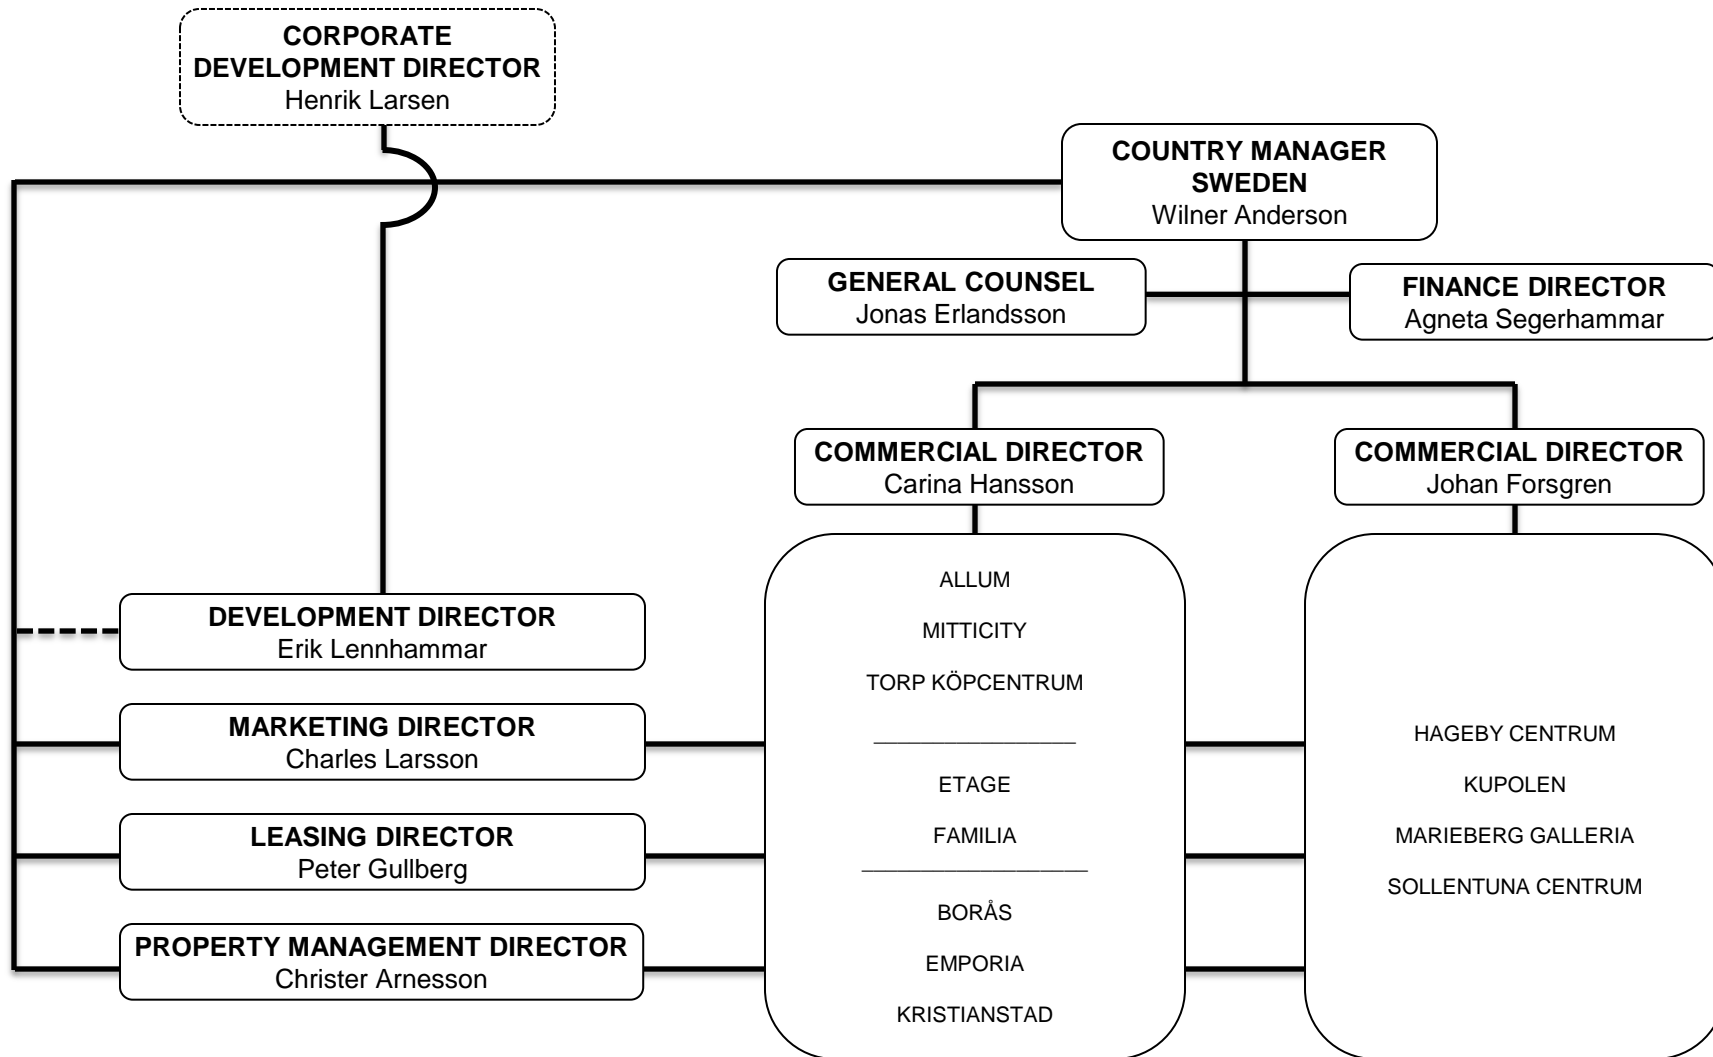 CORPORATE
DEVELOPMENT DIRECTOR
Henrik Larsen
COUNTRY MANAGER
SWEDEN
Wilner Anderson
GENERAL COUNSEL
Jonas Erlandsson
FINANCE DIRECTOR
Agneta Segerhammar
COMMERCIAL DIRECTOR
Carina Hansson
COMMERCIAL DIRECTOR
Johan Forsgren
DEVELOPMENT DIRECTOR
Erik Lennhammar
MARKETING DIRECTOR
Charles Larsson
LEASING DIRECTOR
Peter Gullberg
PROPERTY MANAGEMENT DIRECTOR
Christer Arnesson
ALLUM
MITTICITY
TORP KÖPCENTRUM
ETAGE
FAMILIA
BORÅS
EMPORIA
KRISTIANSTAD
HAGEBY CENTRUM
KUPOLEN
MARIEBERG GALLERIA
SOLLENTUNA CENTRUM